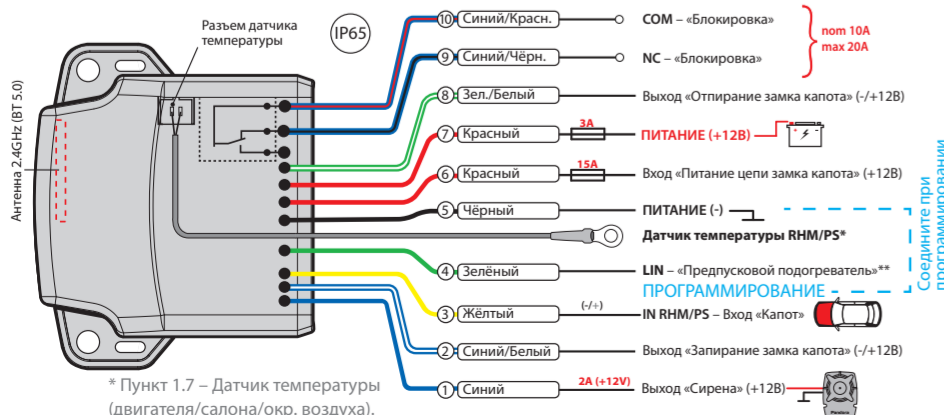 Разъем датчика
температуры
IP65
Антенна 2.4GHz (BT 5.0)
10 Синий/Красн. COM – «Блокировка»
nom 10A
max 20A
9 Синий/Чёрн. NC – «Блокировка»
8 Зел./Белый Выход «Отпирание замка капота» (-/+12В)
7 Красный 3A ПИТАНИЕ (+12В)
6 Красный 15A Вход «Питание цепи замка капота» (+12В)
5 Чёрный ПИТАНИЕ (-)
Датчик температуры RHM/PS*
4 Зелёный LIN – «Предпусковой подогреватель»**
ПРОГРАММИРОВАНИЕ
Соедините при
программировании
3 Жёлтый (-/+) IN RHM/PS – Вход «Капот»
2 Синий/Белый Выход «Запирание замка капота» (-/+12В)
1 Синий 2A (+12V) Выход «Сирена» (+12В)
Pandora
* Пункт 1.7 – Датчик температуры
(двигателя/салона/окр. воздуха).